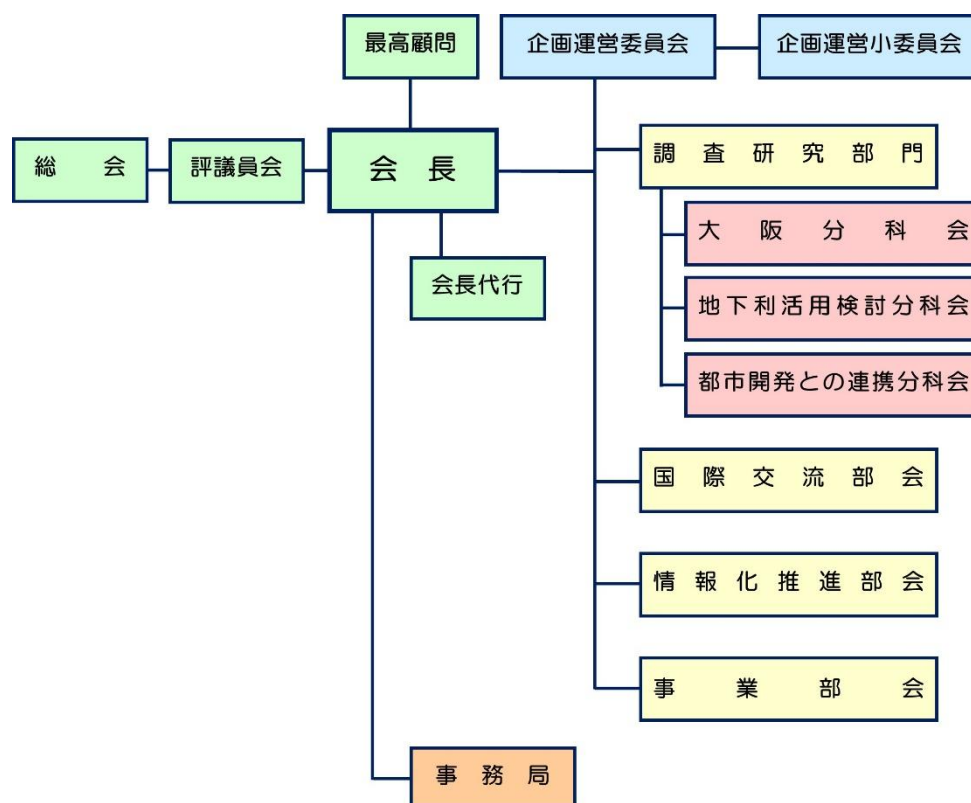 最高顧問
企画運営委員会
企画運営小委員会
総会
評議員会
会長
会長代行
調査研究部門
大阪分科会
地下利活用検討分科会
都市開発との連携分科会
国際交流部会
情報化推進部会
事業部会
事務局